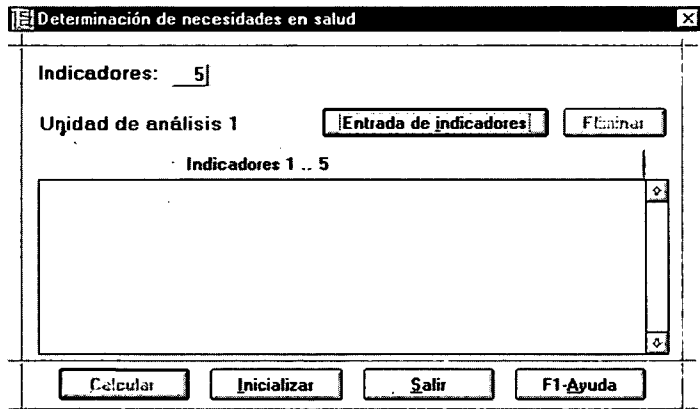 Determinación de necesidades en salud
Indicadores: 5
Unidad de análisis 1 Entrada de indicadores Eliminar
Indicadores 1 .. 5
Calcular Inicializar Salir F1-Ayuda